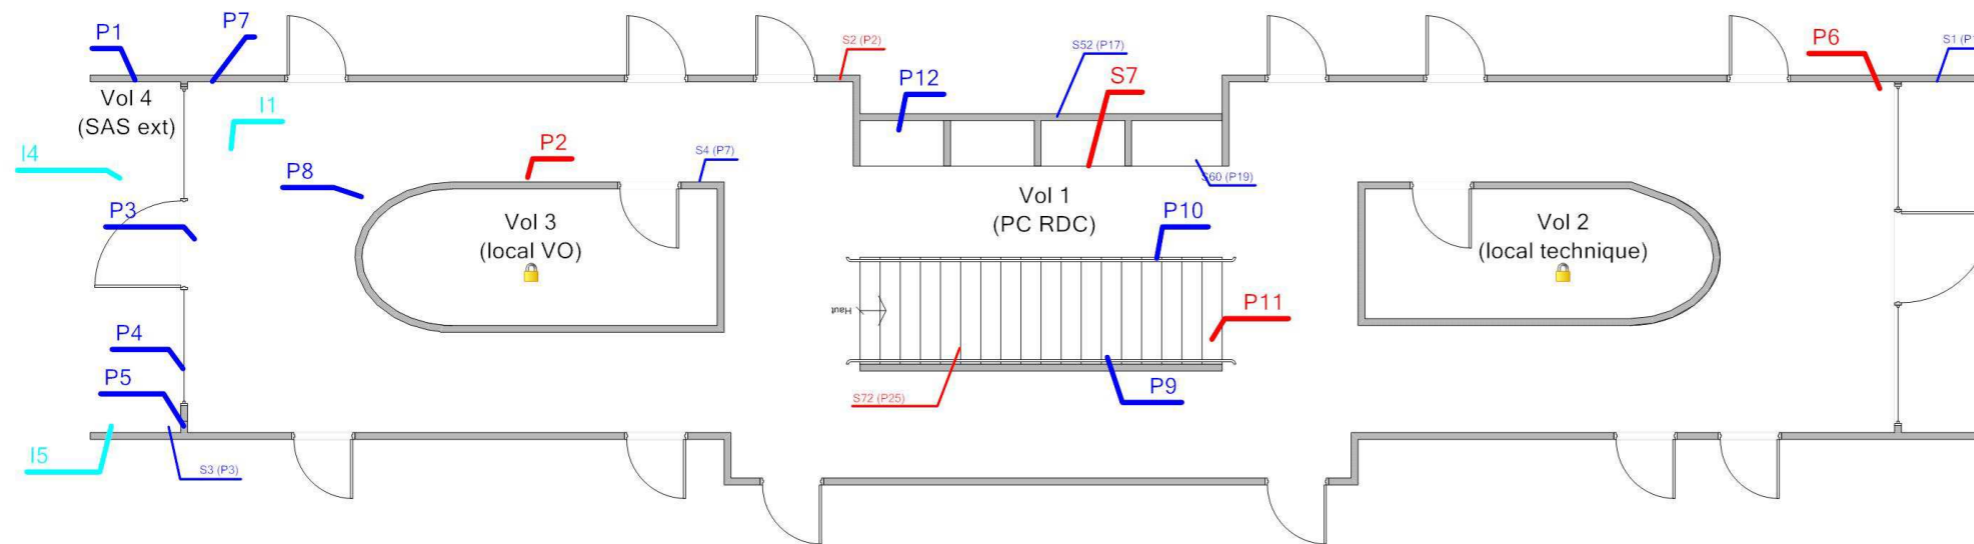 P1
P7
S2 (P2)
S52 (P17)
P12
S7
P6
Vol 4
(SAS ext)
I1
I4
P2
S4 (P7)
P8
S60 (P19)
P3
Vol 3
(local VO)
Vol 1
(PC RDC)
P10
Vol 2
(local technique)
Haut
P11
P4
P5
S72 (P25)
P9
I5
S3 (P3)